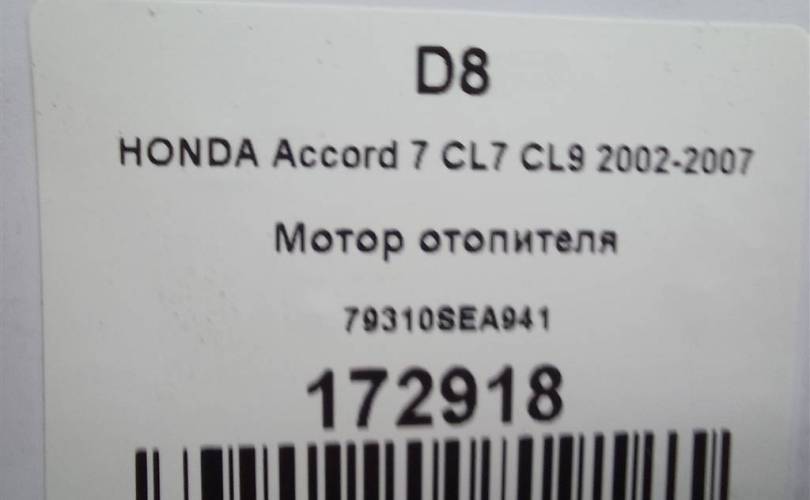 D8
HONDA Accord 7 CL7 CL9 2002-2007
Мотор отопителя
79310SEA941
172918